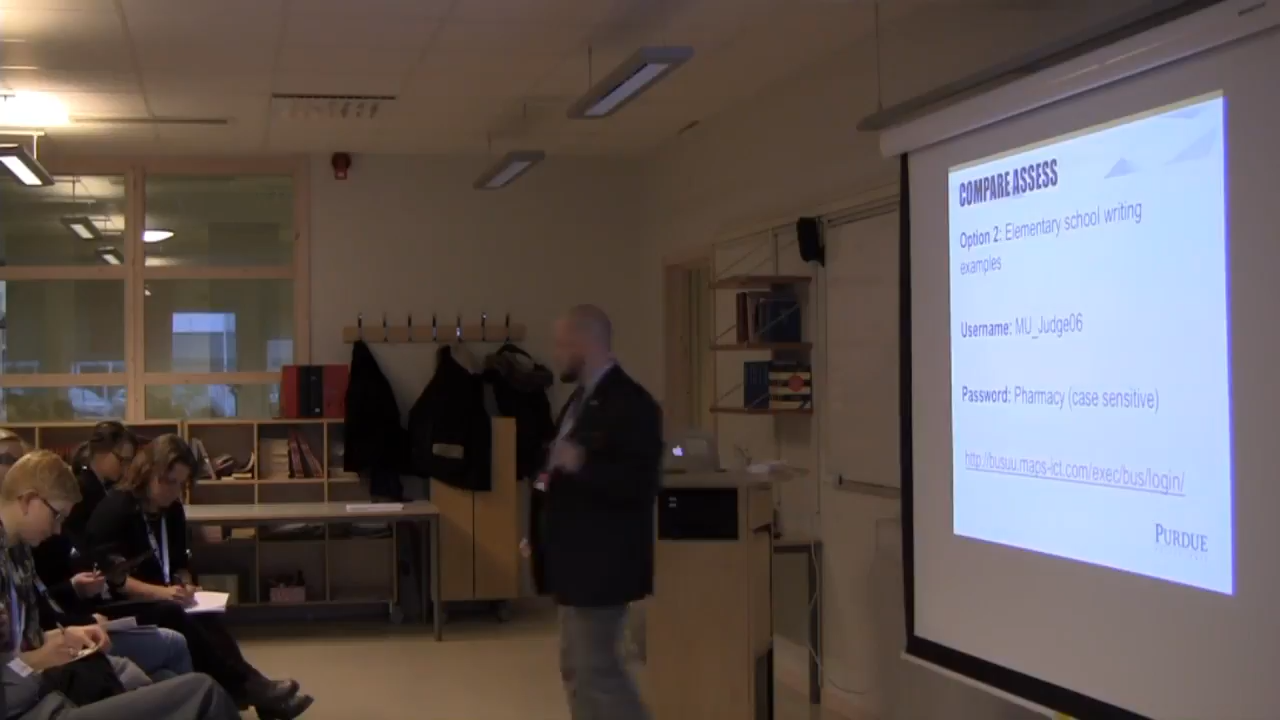 COMPARE ASSESS
Option 2: Elementary school writing
examples
Username: MU_Judge06
Password: Pharmacy (case sensitive)
http://busuu.maps-ict.com/exec/bus/login/
PURDUE